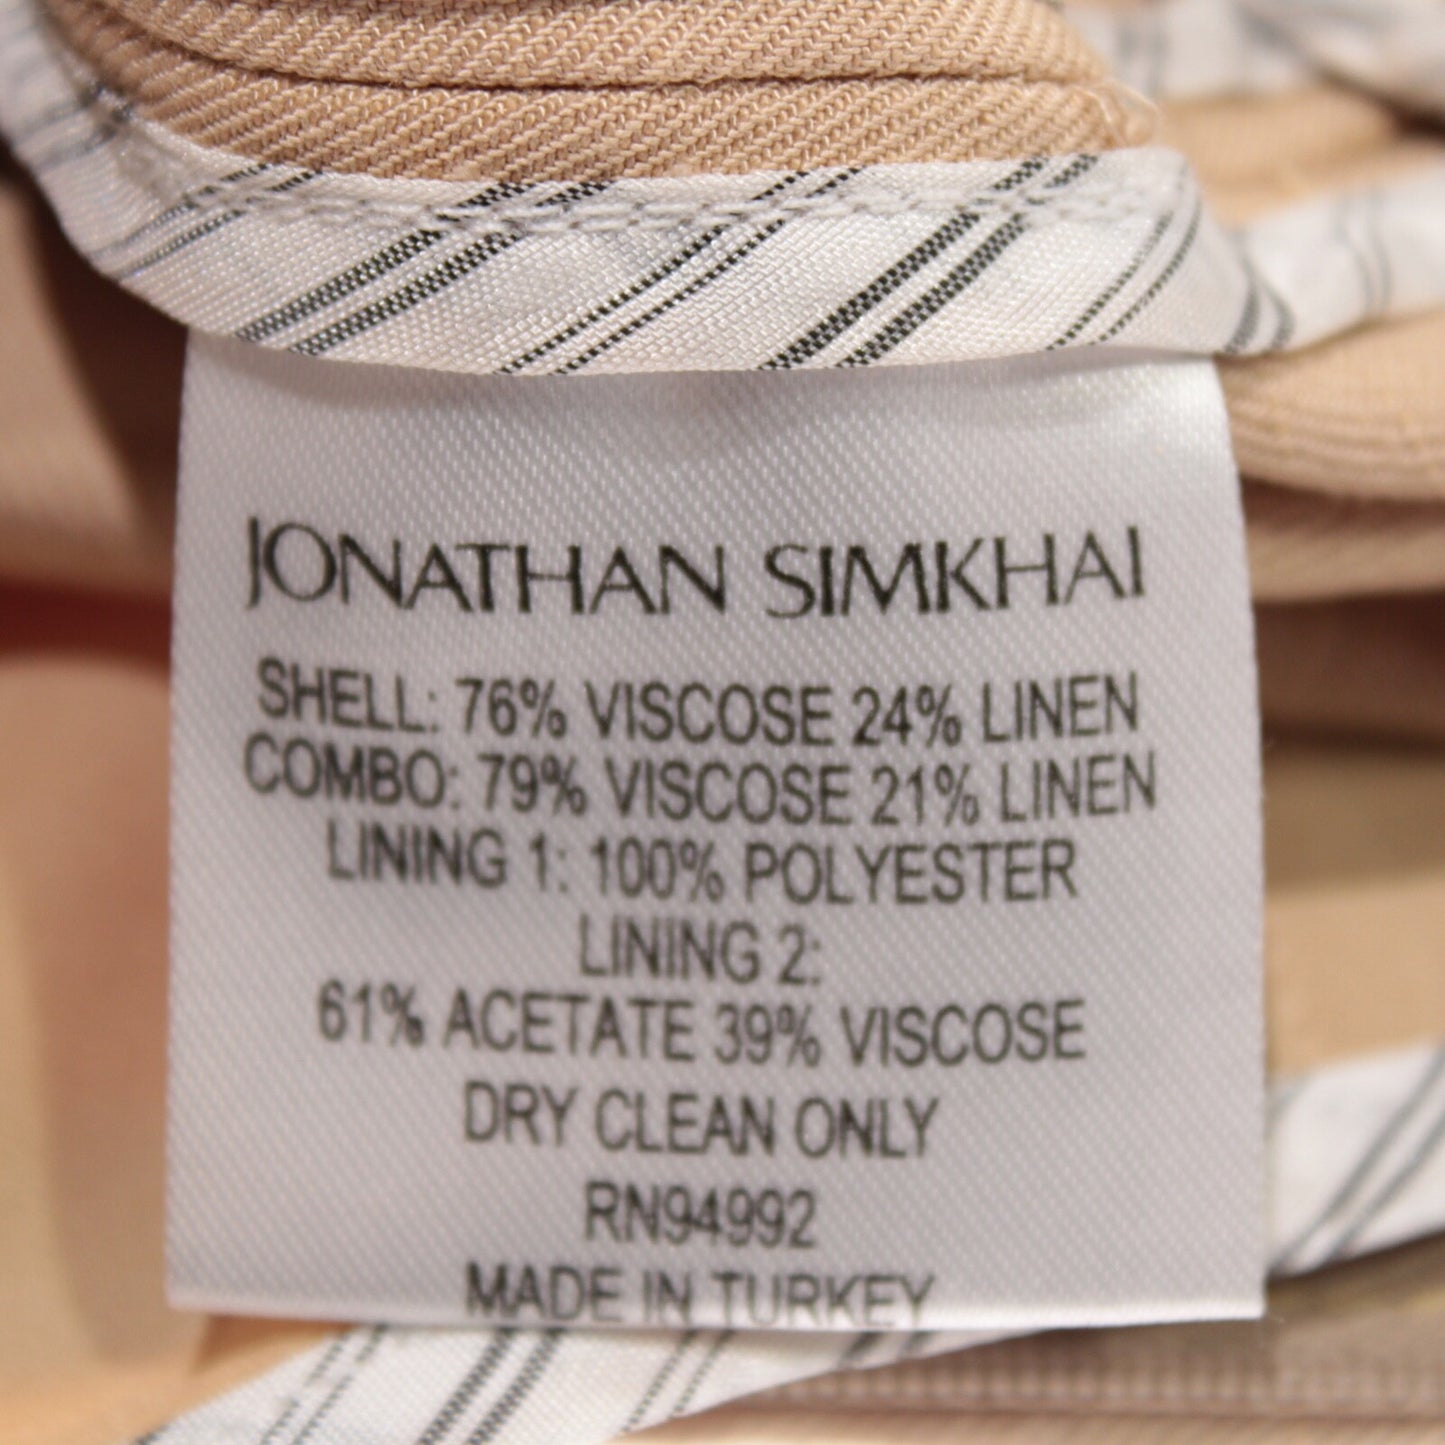 JONATHAN SIMKHAI
SHELL: 76% VISCOSE 24% LINEN
COMBO: 79% VISCOSE 21% LINEN
LINING 1: 100% POLYESTER
LINING 2:
61% ACETATE 39% VISCOSE
DRY CLEAN ONLY
RN94992
MADE IN TURKEY